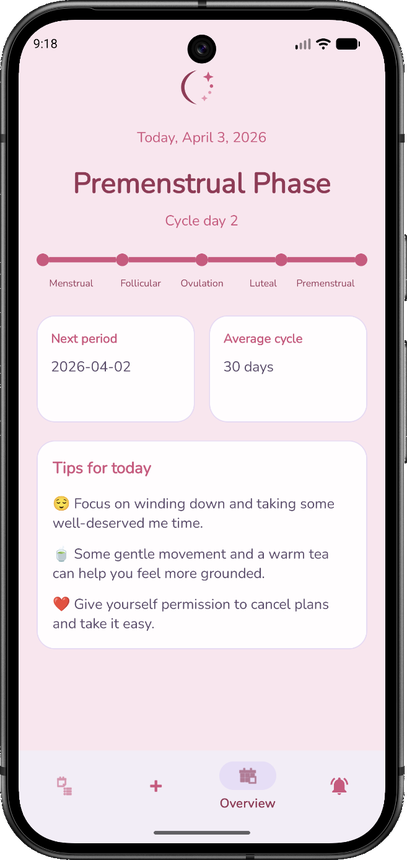 9:18
Today, April 3, 2026
Premenstrual Phase
Cycle day 2
Menstrual Follicular Ovulation Luteal Premenstrual
Next period
2026-04-02
Average cycle
30 days
Tips for today
😌 Focus on winding down and taking some
well-deserved me time.
🍵 Some gentle movement and a warm tea
can help you feel more grounded.
❤️ Give yourself permission to cancel plans
and take it easy.
Overview